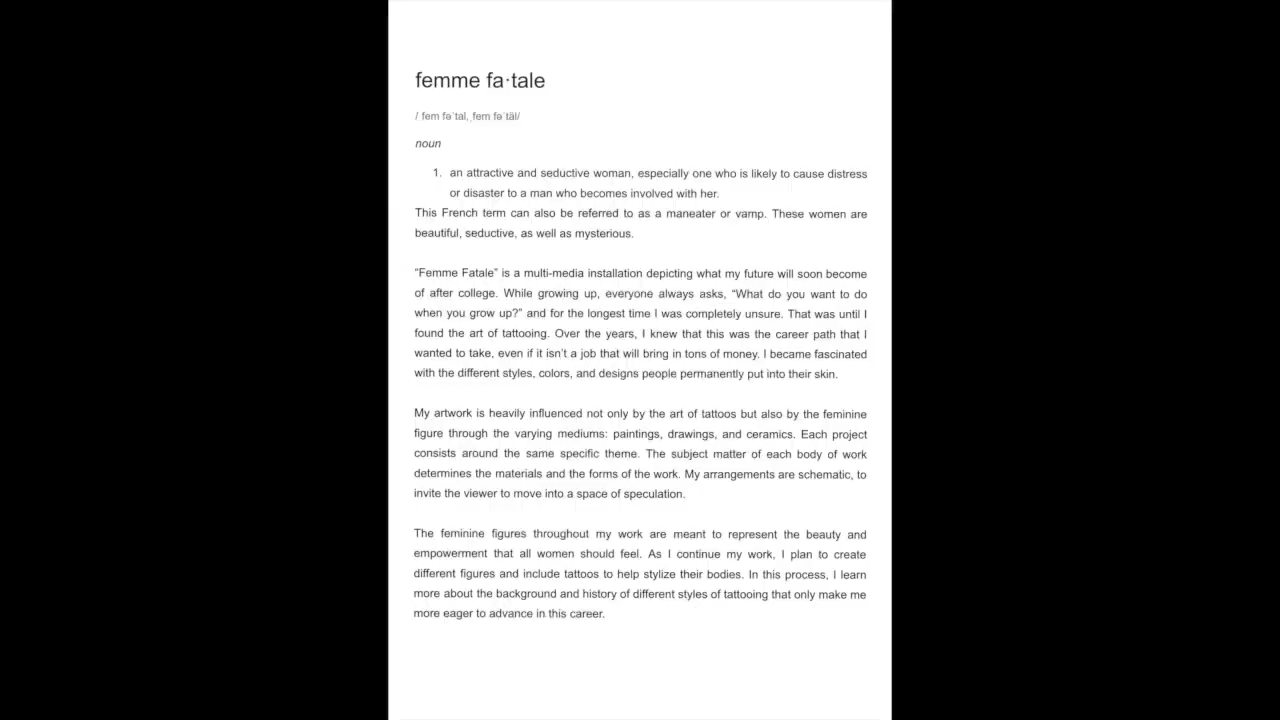 femme fa·tale
/ˌfem fəˈtal,ˌfem fəˈtäl/
noun
1. an attractive and seductive woman, especially one who is likely to cause distress
or disaster to a man who becomes involved with her.
This French term can also be referred to as a maneater or vamp. These women are
beautiful, seductive, as well as mysterious.
“Femme Fatale” is a multi-media installation depicting what my future will soon become
of after college. While growing up, everyone always asks, “What do you want to do
when you grow up?” and for the longest time I was completely unsure. That was until I
found the art of tattooing. Over the years, I knew that this was the career path that I
wanted to take, even if it isn’t a job that will bring in tons of money. I became fascinated
with the different styles, colors, and designs people permanently put into their skin.
My artwork is heavily influenced not only by the art of tattoos but also by the feminine
figure through the varying mediums: paintings, drawings, and ceramics. Each project
consists around the same specific theme. The subject matter of each body of work
determines the materials and the forms of the work. My arrangements are schematic, to
invite the viewer to move into a space of speculation.
The feminine figures throughout my work are meant to represent the beauty and
empowerment that all women should feel. As I continue my work, I plan to create
different figures and include tattoos to help stylize their bodies. In this process, I learn
more about the background and history of different styles of tattooing that only make me
more eager to advance in this career.